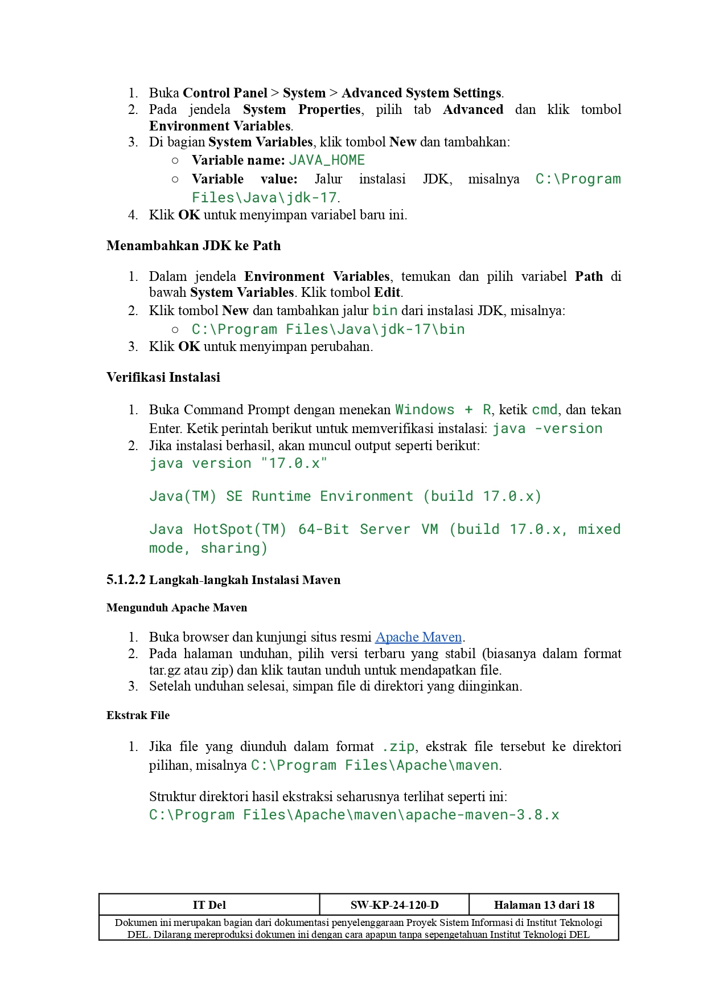 1. Buka Control Panel > System > Advanced System Settings.
2. Pada jendela System Properties, pilih tab Advanced dan klik tombol
Environment Variables.
3. Di bagian System Variables, klik tombol New dan tambahkan:
○ Variable name: JAVA_HOME
○ Variable value: Jalur instalasi JDK, misalnya C:\Program
Files\Java\jdk-17.
4. Klik OK untuk menyimpan variabel baru ini.
Menambahkan JDK ke Path
1. Dalam jendela Environment Variables, temukan dan pilih variabel Path di
bawah System Variables. Klik tombol Edit.
2. Klik tombol New dan tambahkan jalur bin dari instalasi JDK, misalnya:
○ C:\Program Files\Java\jdk-17\bin
3. Klik OK untuk menyimpan perubahan.
Verifikasi Instalasi
1. Buka Command Prompt dengan menekan Windows + R, ketik cmd, dan tekan
Enter. Ketik perintah berikut untuk memverifikasi instalasi: java -version
2. Jika instalasi berhasil, akan muncul output seperti berikut:
java version "17.0.x"
Java(TM) SE Runtime Environment (build 17.0.x)
Java HotSpot(TM) 64-Bit Server VM (build 17.0.x, mixed
mode, sharing)
5.1.2.2 Langkah-langkah Instalasi Maven
Mengunduh Apache Maven
1. Buka browser dan kunjungi situs resmi Apache Maven.
2. Pada halaman unduhan, pilih versi terbaru yang stabil (biasanya dalam format
tar.gz atau zip) dan klik tautan unduh untuk mendapatkan file.
3. Setelah unduhan selesai, simpan file di direktori yang diinginkan.
Ekstrak File
1. Jika file yang diunduh dalam format .zip, ekstrak file tersebut ke direktori
pilihan, misalnya C:\Program Files\Apache\maven.
Struktur direktori hasil ekstraksi seharusnya terlihat seperti ini:
C:\Program Files\Apache\maven\apache-maven-3.8.x
IT Del SW-KP-24-120-D Halaman 13 dari 18
Dokumen ini merupakan bagian dari dokumentasi penyelenggaraan Proyek Sistem Informasi di Institut Teknologi
DEL. Dilarang mereproduksi dokumen ini dengan cara apapun tanpa sepengetahuan Institut Teknologi DEL